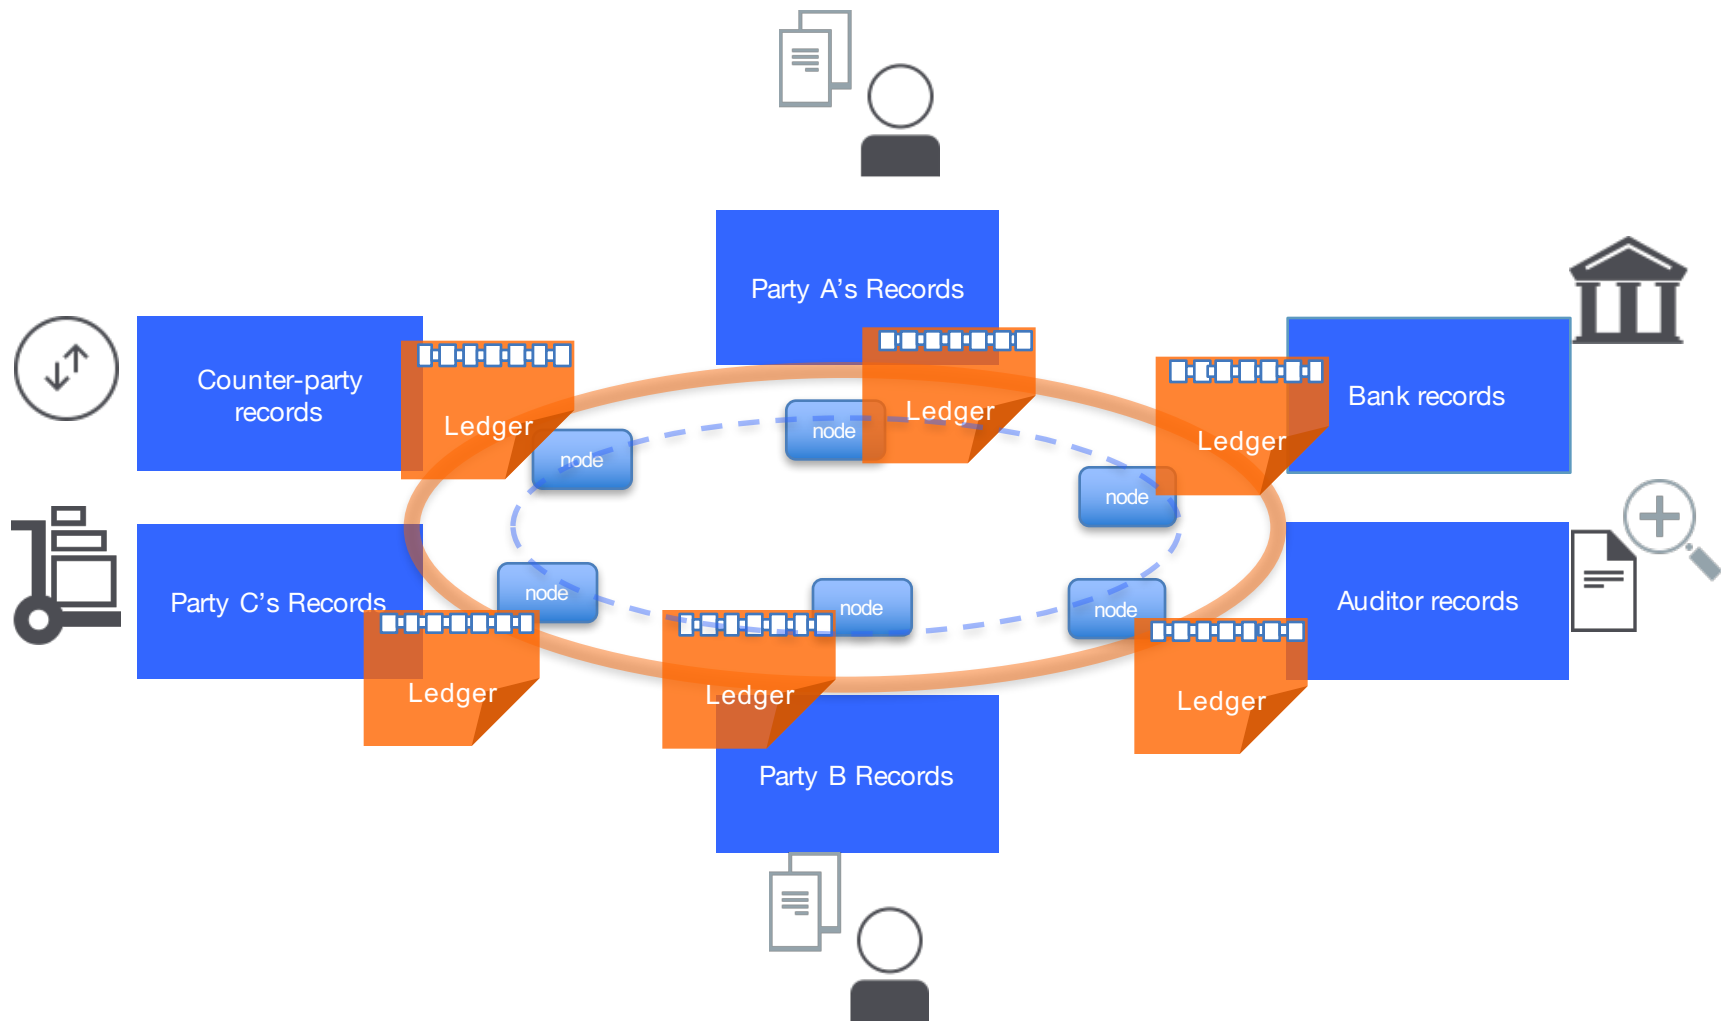 Party A's Records
Counter-party
records
Ledger
node
node
Ledger
node
Ledger
Bank records
Party C's Records
Ledger
node
Ledger
node
node
Ledger
Auditor records
Party B Records